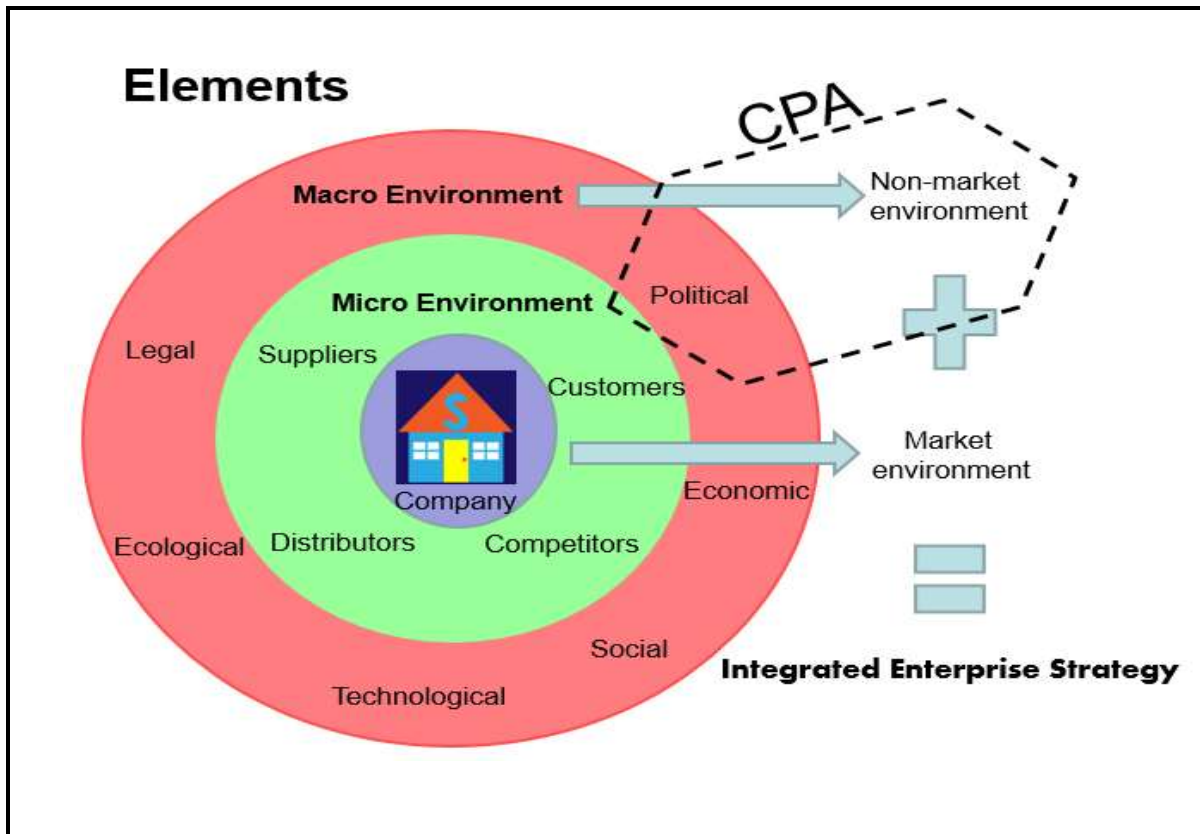 Elements
CPA
Macro Environment
Non-market
environment
Micro Environment
Political
Legal
Suppliers
Customers
S
Company
Market
environment
Economic
Ecological
Distributors
Competitors
Social
Technological
Integrated Enterprise Strategy